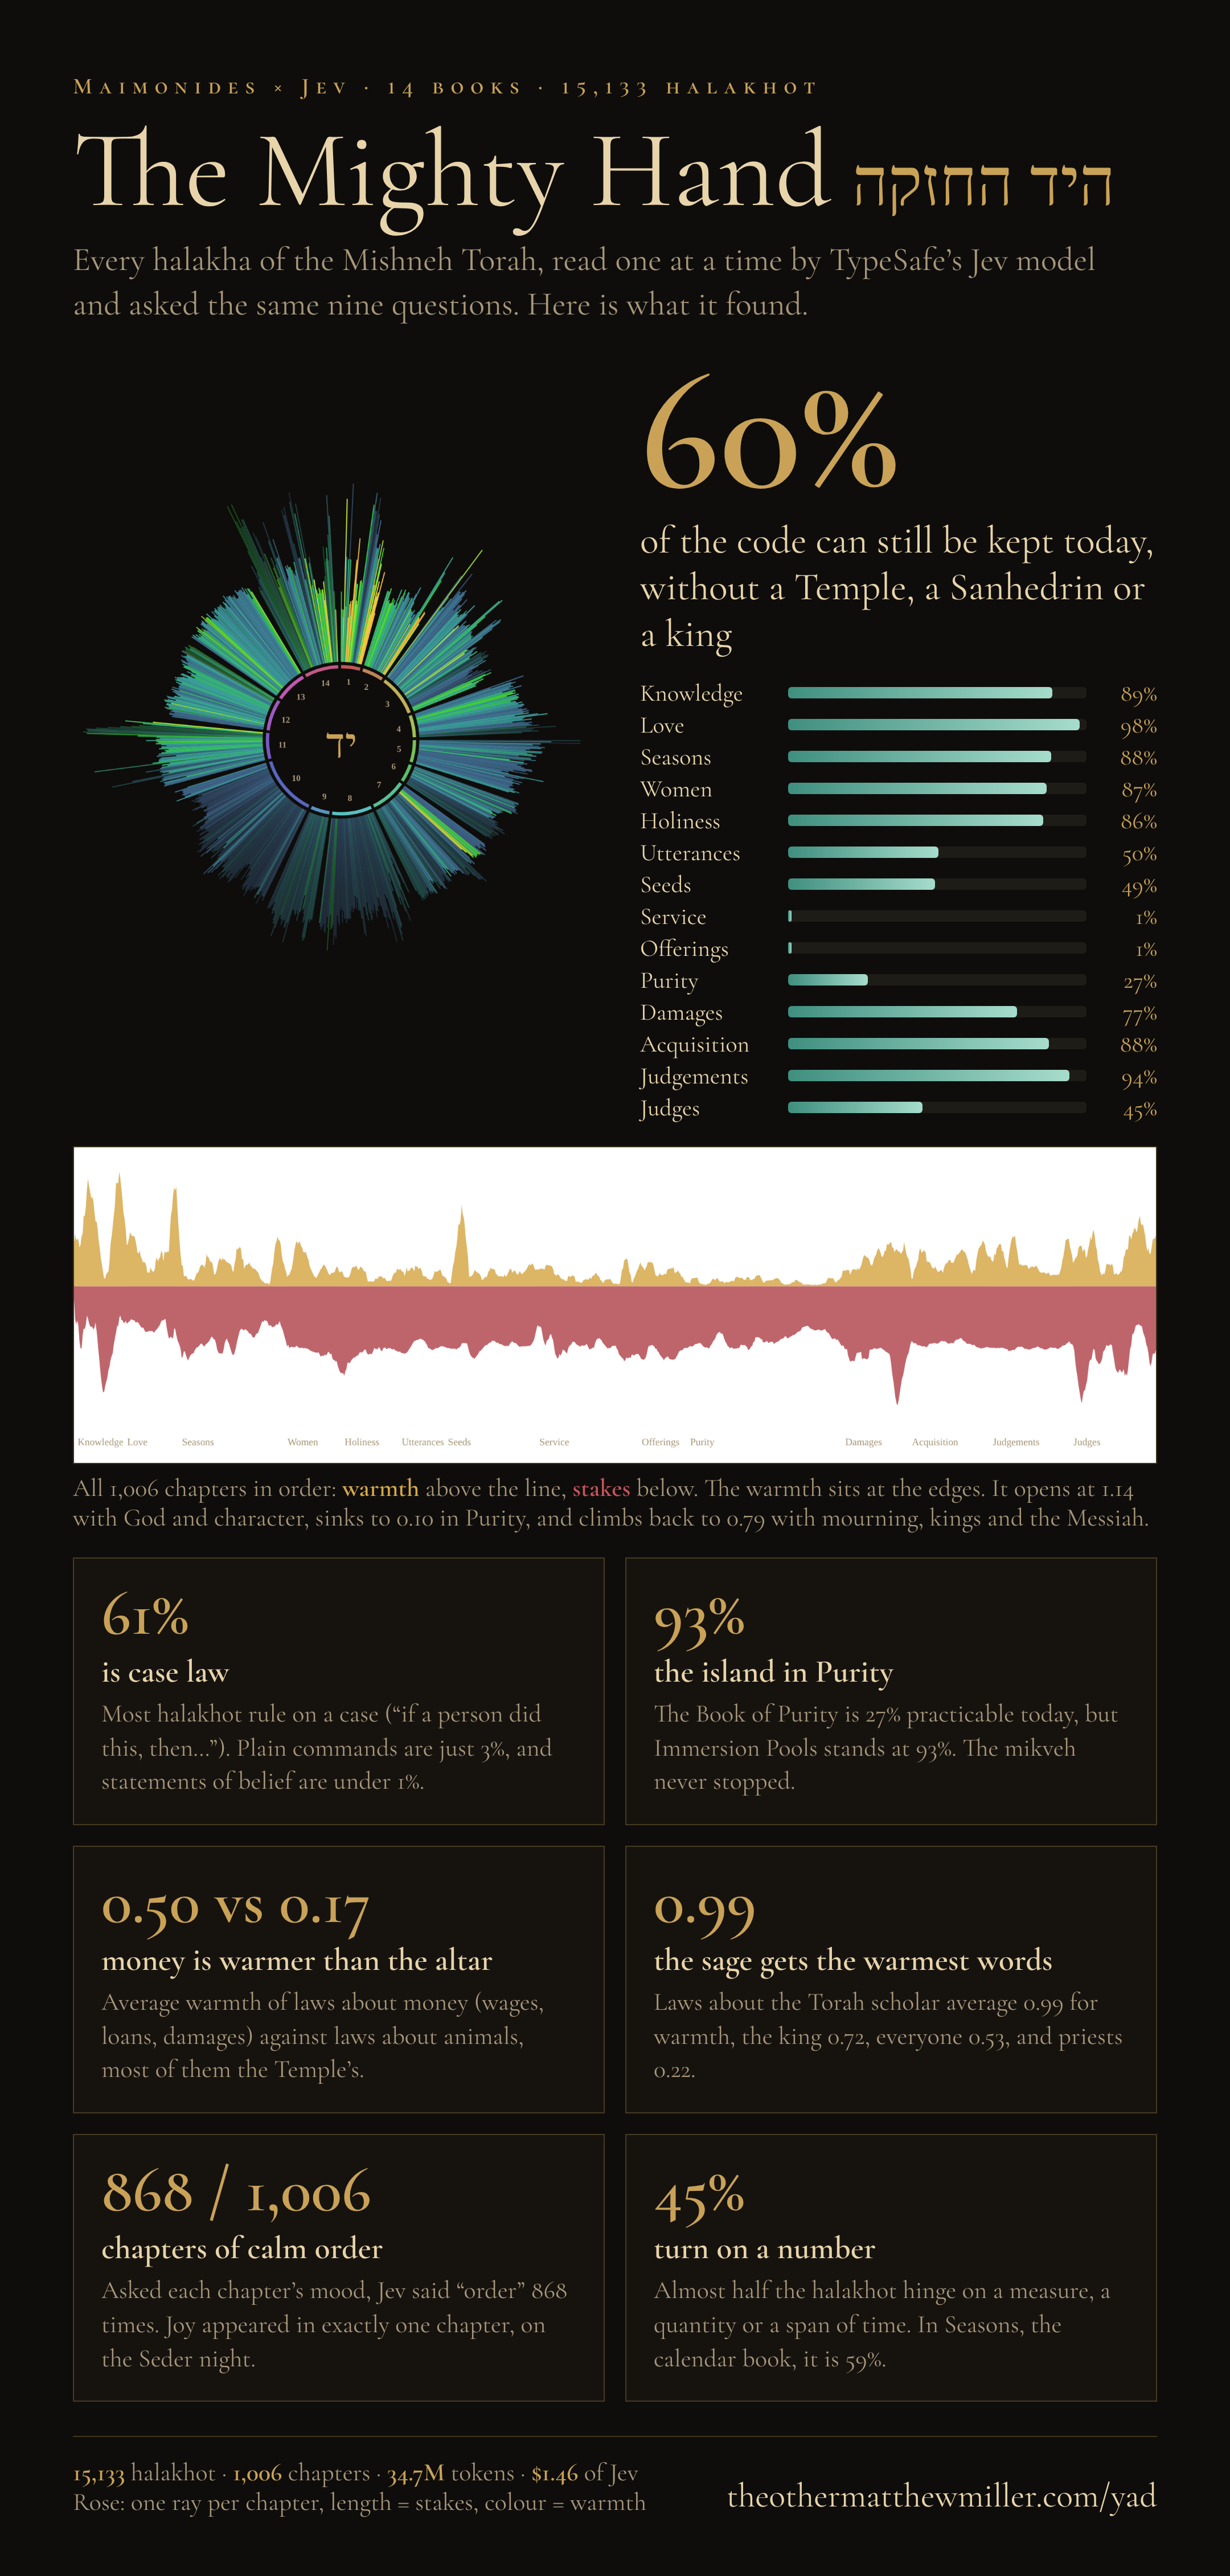 Maimonides × Jev · 14 books · 15,133 halakhot
The Mighty Hand היד החזקה
Every halakha of the Mishneh Torah, read one at a time by TypeSafe’s Jev model
and asked the same nine questions. Here is what it found.
60%
of the code can still be kept today,
without a Temple, a Sanhedrin or
a king
1
2
3
4
5
6
7
8
9
10
11
12
13
14
יד
Knowledge 89%
Love 98%
Seasons 88%
Women 87%
Holiness 86%
Utterances 50%
Seeds 49%
Service 1%
Offerings 1%
Purity 27%
Damages 77%
Acquisition 88%
Judgements 94%
Judges 45%
Knowledge Love Seasons Women Holiness Utterances Seeds Service Offerings Purity Damages Acquisition Judgements Judges
All 1,006 chapters in order: warmth above the line, stakes below. The warmth sits at the edges. It opens at 1.14
with God and character, sinks to 0.10 in Purity, and climbs back to 0.79 with mourning, kings and the Messiah.
61%
is case law
Most halakhot rule on a case (“if a person did
this, then…”). Plain commands are just 3%, and
statements of belief are under 1%.
93%
the island in Purity
The Book of Purity is 27% practicable today, but
Immersion Pools stands at 93%. The mikveh
never stopped.
0.50 vs 0.17
money is warmer than the altar
Average warmth of laws about money (wages,
loans, damages) against laws about animals,
most of them the Temple’s.
0.99
the sage gets the warmest words
Laws about the Torah scholar average 0.99 for
warmth, the king 0.72, everyone 0.53, and priests
0.22.
868 / 1,006
chapters of calm order
Asked each chapter’s mood, Jev said “order” 868
times. Joy appeared in exactly one chapter, on
the Seder night.
45%
turn on a number
Almost half the halakhot hinge on a measure, a
quantity or a span of time. In Seasons, the
calendar book, it is 59%.
15,133 halakhot · 1,006 chapters · 34.7M tokens · $1.46 of Jev
Rose: one ray per chapter, length = stakes, colour = warmth
theothermatthewmiller.com/yad